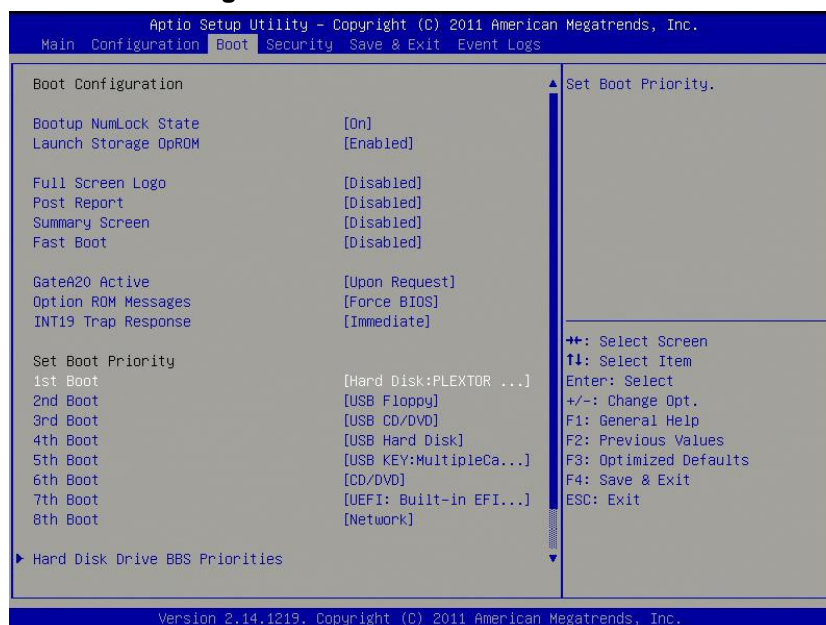 Aptio Setup Utility – Copyright (C) 2011 American Megatrends, Inc.
Main Configuration Boot Security Save & Exit Event Logs
Boot Configuration
Bootup NumLock State [On]
Launch Storage OpROM [Enabled]
Full Screen Logo [Disabled]
Post Report [Disabled]
Summary Screen [Disabled]
Fast Boot [Disabled]
GateA20 Active [Upon Request]
Option ROM Messages [Force BIOS]
INT19 Trap Response [Immediate]
Set Boot Priority
1st Boot [Hard Disk:PLEXTOR ...]
2nd Boot [USB Floppy]
3rd Boot [USB CD/DVD]
4th Boot [USB Hard Disk]
5th Boot [USB KEY:MultipleCa...]
6th Boot [CD/DVD]
7th Boot [UEFI: Built-in EFI...]
8th Boot [Network]
Hard Disk Drive BBS Priorities
Set Boot Priority.
→←: Select Screen
↑↓: Select Item
Enter: Select
+/-: Change Opt.
F1: General Help
F2: Previous Values
F3: Optimized Defaults
F4: Save & Exit
ESC: Exit
Version 2.14.1219. Copyright (C) 2011 American Megatrends, Inc.